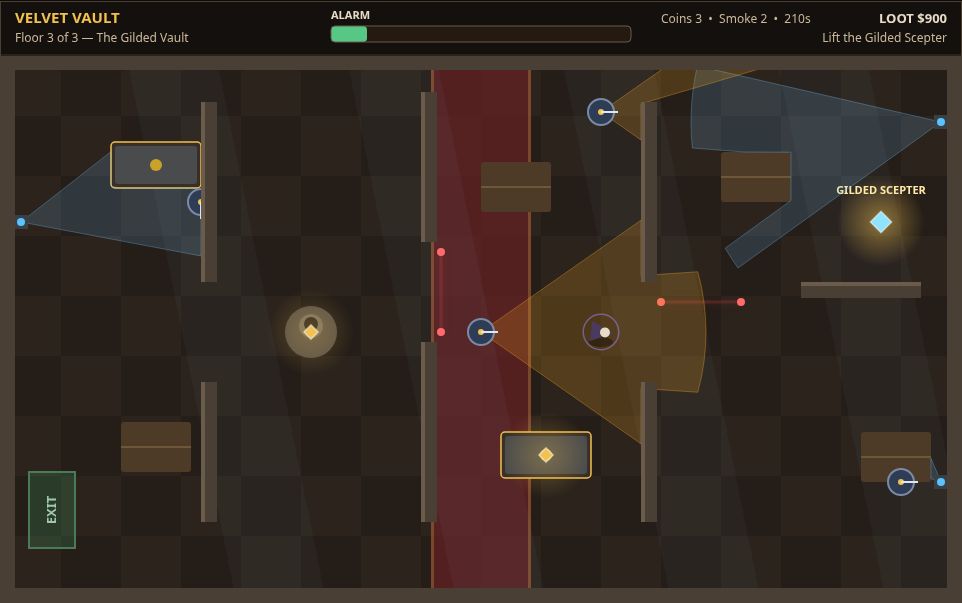 VELVET VAULT
Floor 3 of 3 — The Gilded Vault
ALARM
Coins 3 • Smoke 2 • 210s
LOOT $900
Lift the Gilded Scepter
GILDED SCEPTER
EXIT